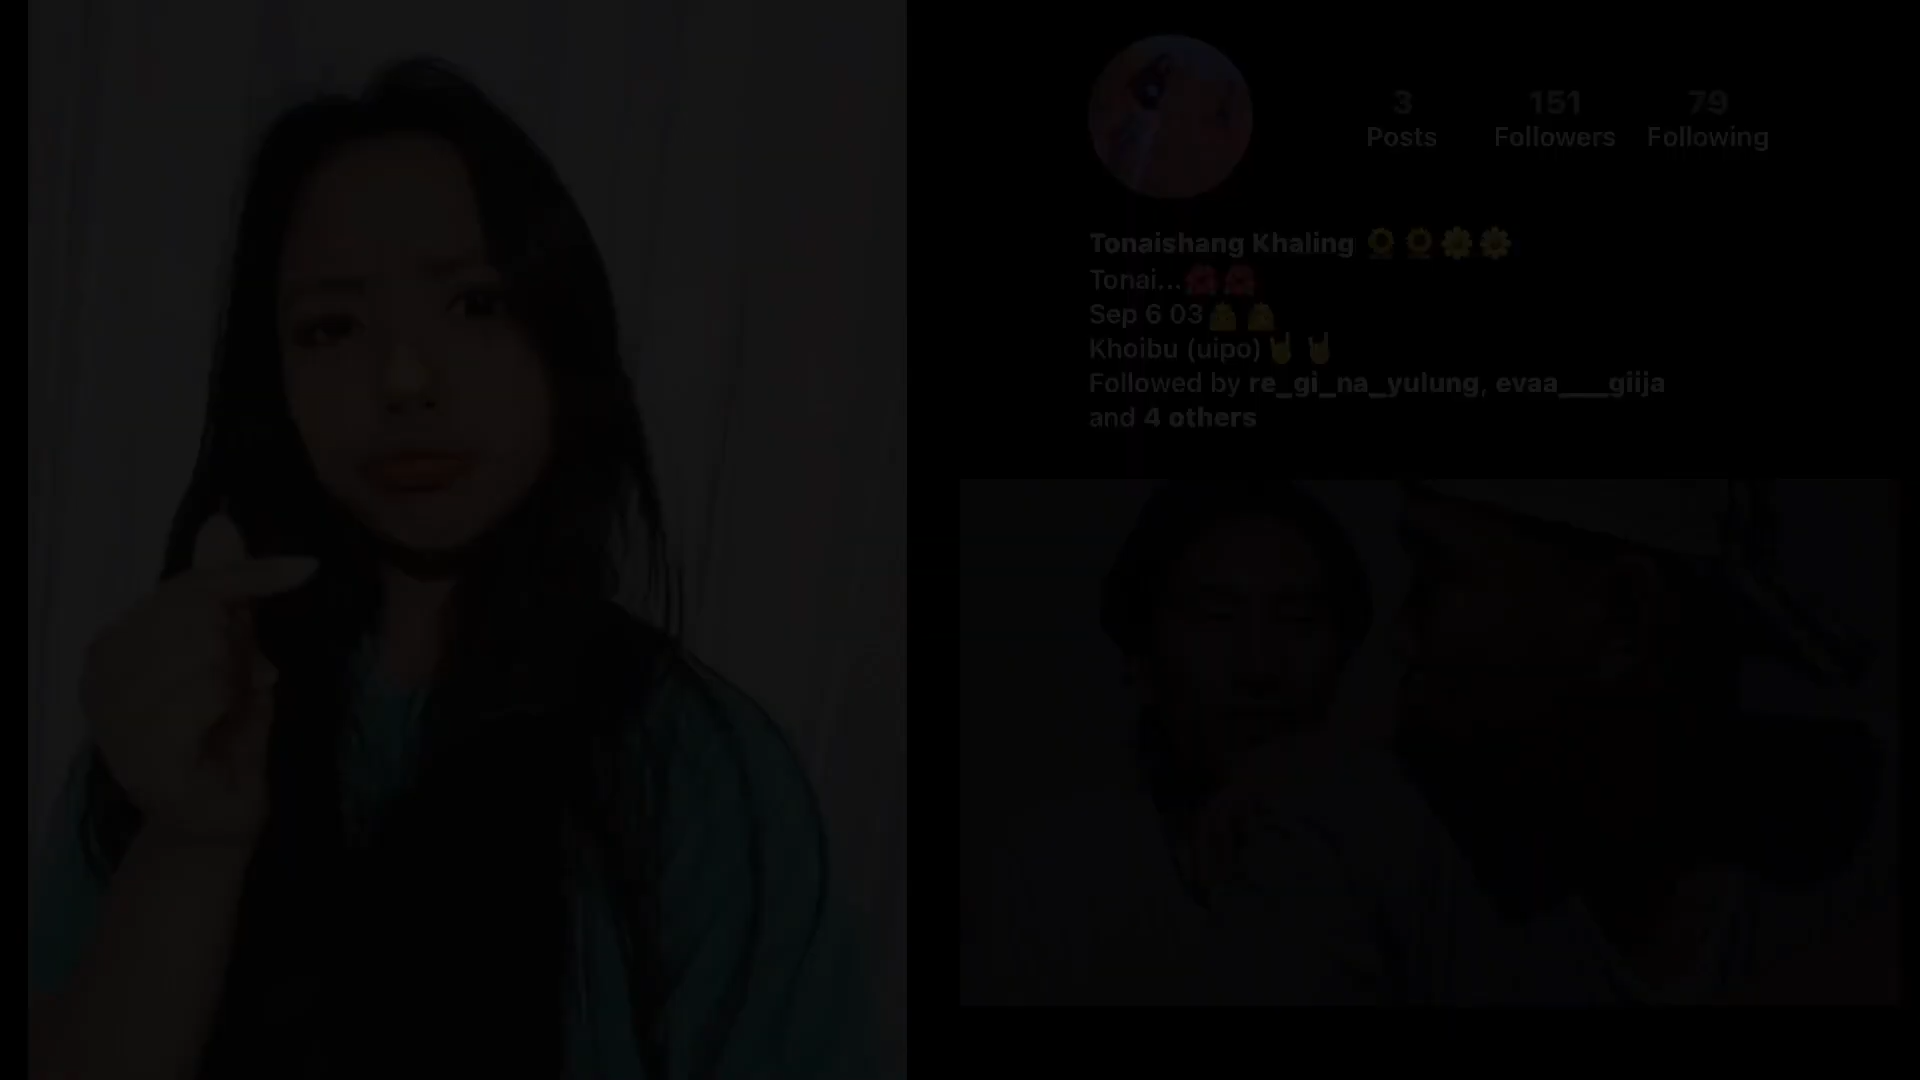 3 151 79
Posts Followers Following
Tonaishang Khaling 🌻🌻🌼🌼
Tonai...🌺🌺
Sep 6 03🎂🎂
Khoibu (uipo)🤘🤘
Followed by re_gi_na_yulung, evaa___giija
and 4 others